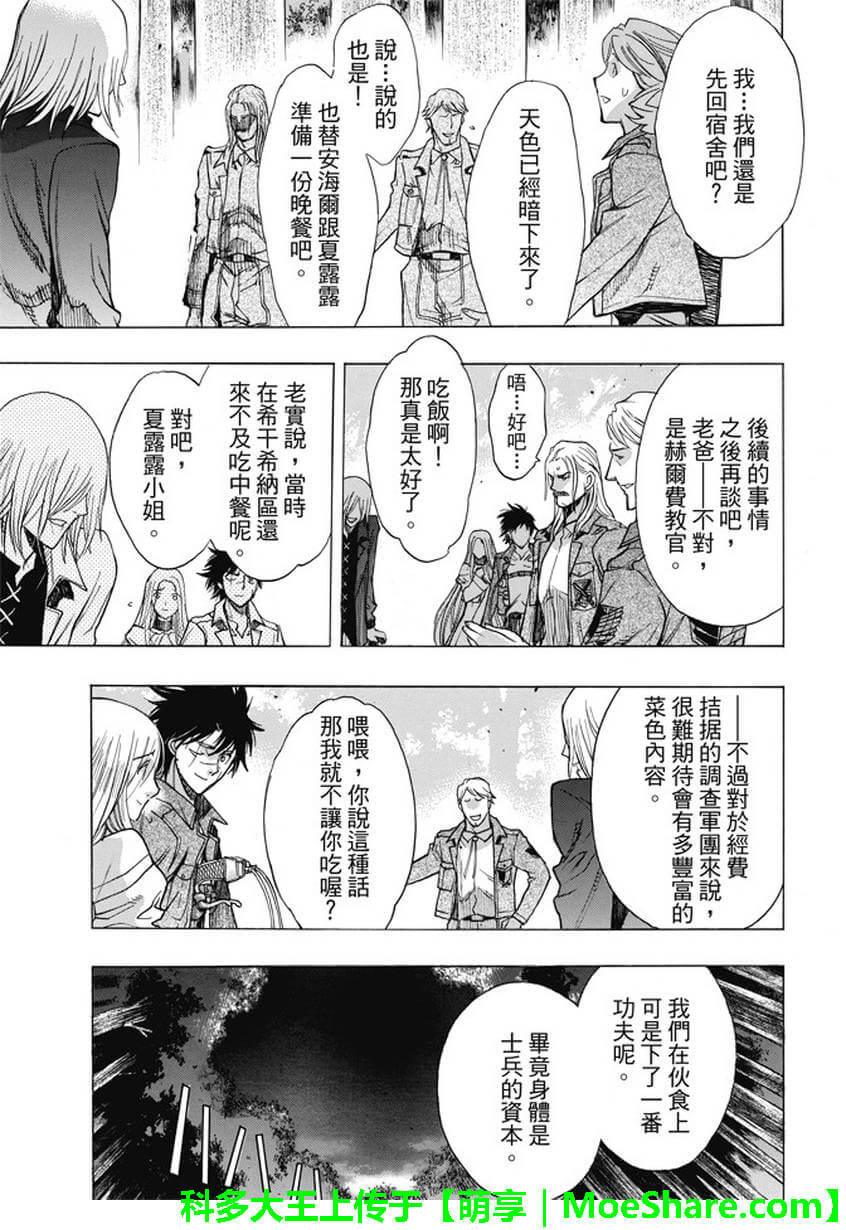 我…我們還是
先回宿舍吧？
天色已經暗下來了。
說…說的
也是！
也替安海爾跟夏露露
準備一份晚餐吧。
後續的事情
之後再談吧，
老爸——不對，
是赫爾費教官。
唔…好吧…
吃飯啊！
那真是太好了。
老實說，當時
在希干希納區還
來不及吃中餐呢。
對吧，
夏露露小姐。
——不過對於經費
拮据的調查軍團來說，
很難期待會有多豐富的
菜色內容。
喂喂，你說這種話
那我就不讓你吃喔？
我們在伙食上
可是下了一番
功夫呢。
畢竟身體是
士兵的資本。
科多大王上传于【萌享｜MoeShare.com】